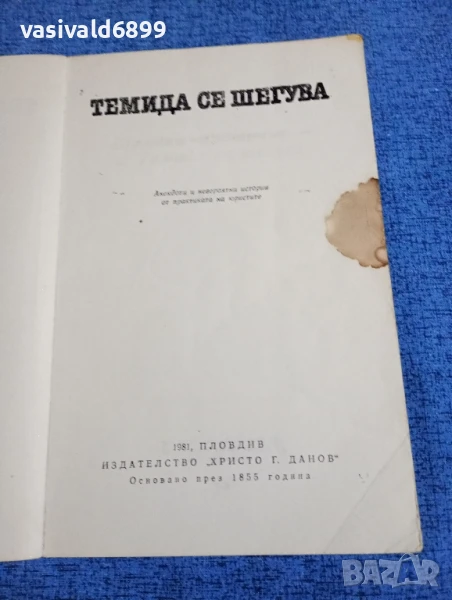 vasivald6899
ТЕМИДА СЕ ШЕГУВА
Анекдоти и невероятни истории
от практиката на юристите
1981, ПЛОВДИВ
ИЗДАТЕЛСТВО „ХРИСТО Г. ДАНОВ“
Основано през 1855 година
BAZAR